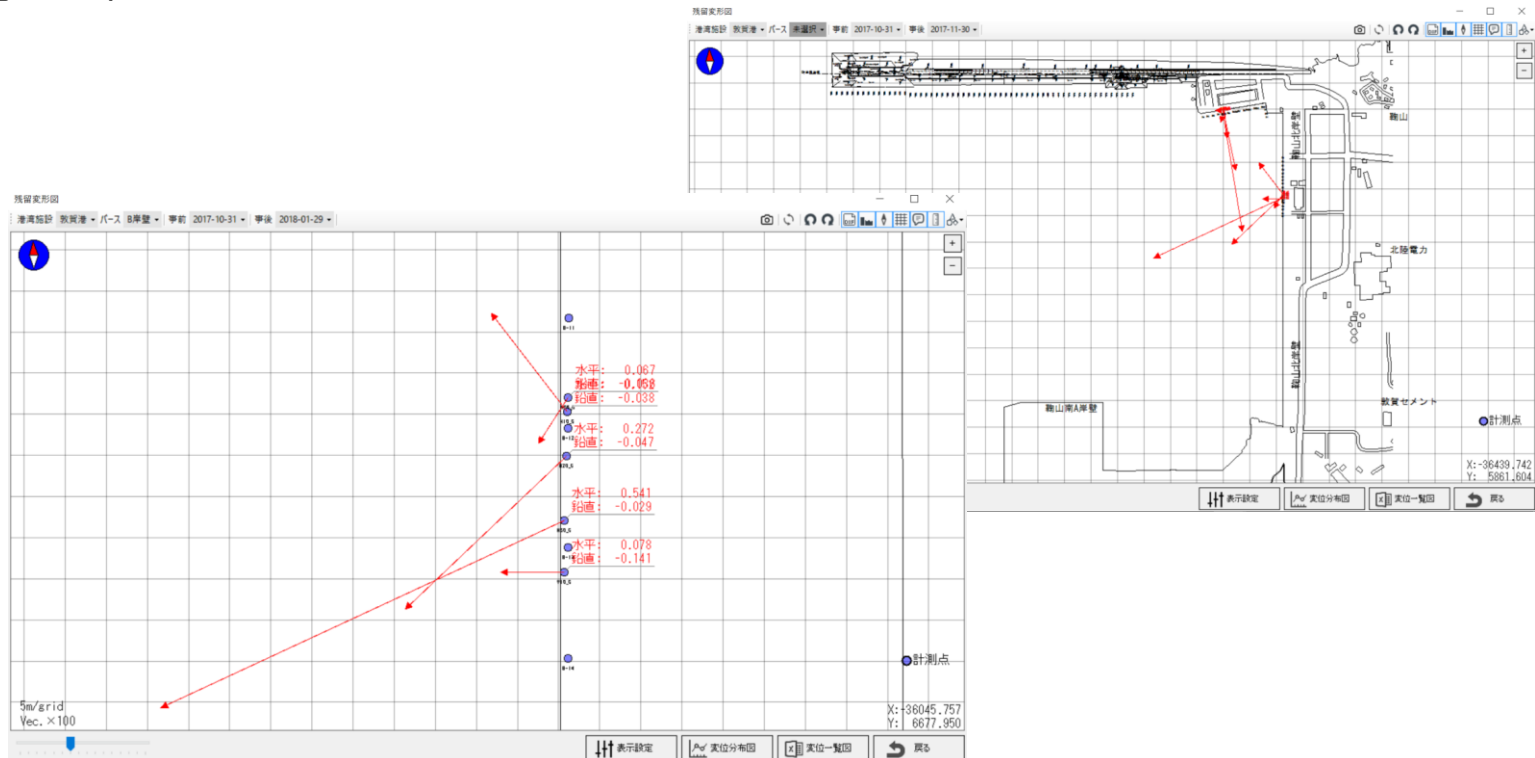 残留変形図
港湾施設 敦賀港 バース 未選択 事前 2017-10-31 事後 2017-11-30
+
-
鞠山
鞠山北岸壁
北陸電力
鞠山北岸壁
敦賀セメント
鞠山南A岸壁
計測点
X:-36439.742
Y: 5861.604
表示設定 変位分布図 変位一覧図 戻る
残留変形図
港湾施設 敦賀港 バース B岸壁 事前 2017-10-31 事後 2018-01-29
+
-
B-11
水平: 0.067
鉛直: -0.038
水平: 0.272
鉛直: -0.047
水平: 0.541
鉛直: -0.029
水平: 0.078
鉛直: -0.141
B-14
計測点
5m/grid
Vec.×100
X:-36045.757
Y: 6677.950
表示設定 変位分布図 変位一覧図 戻る